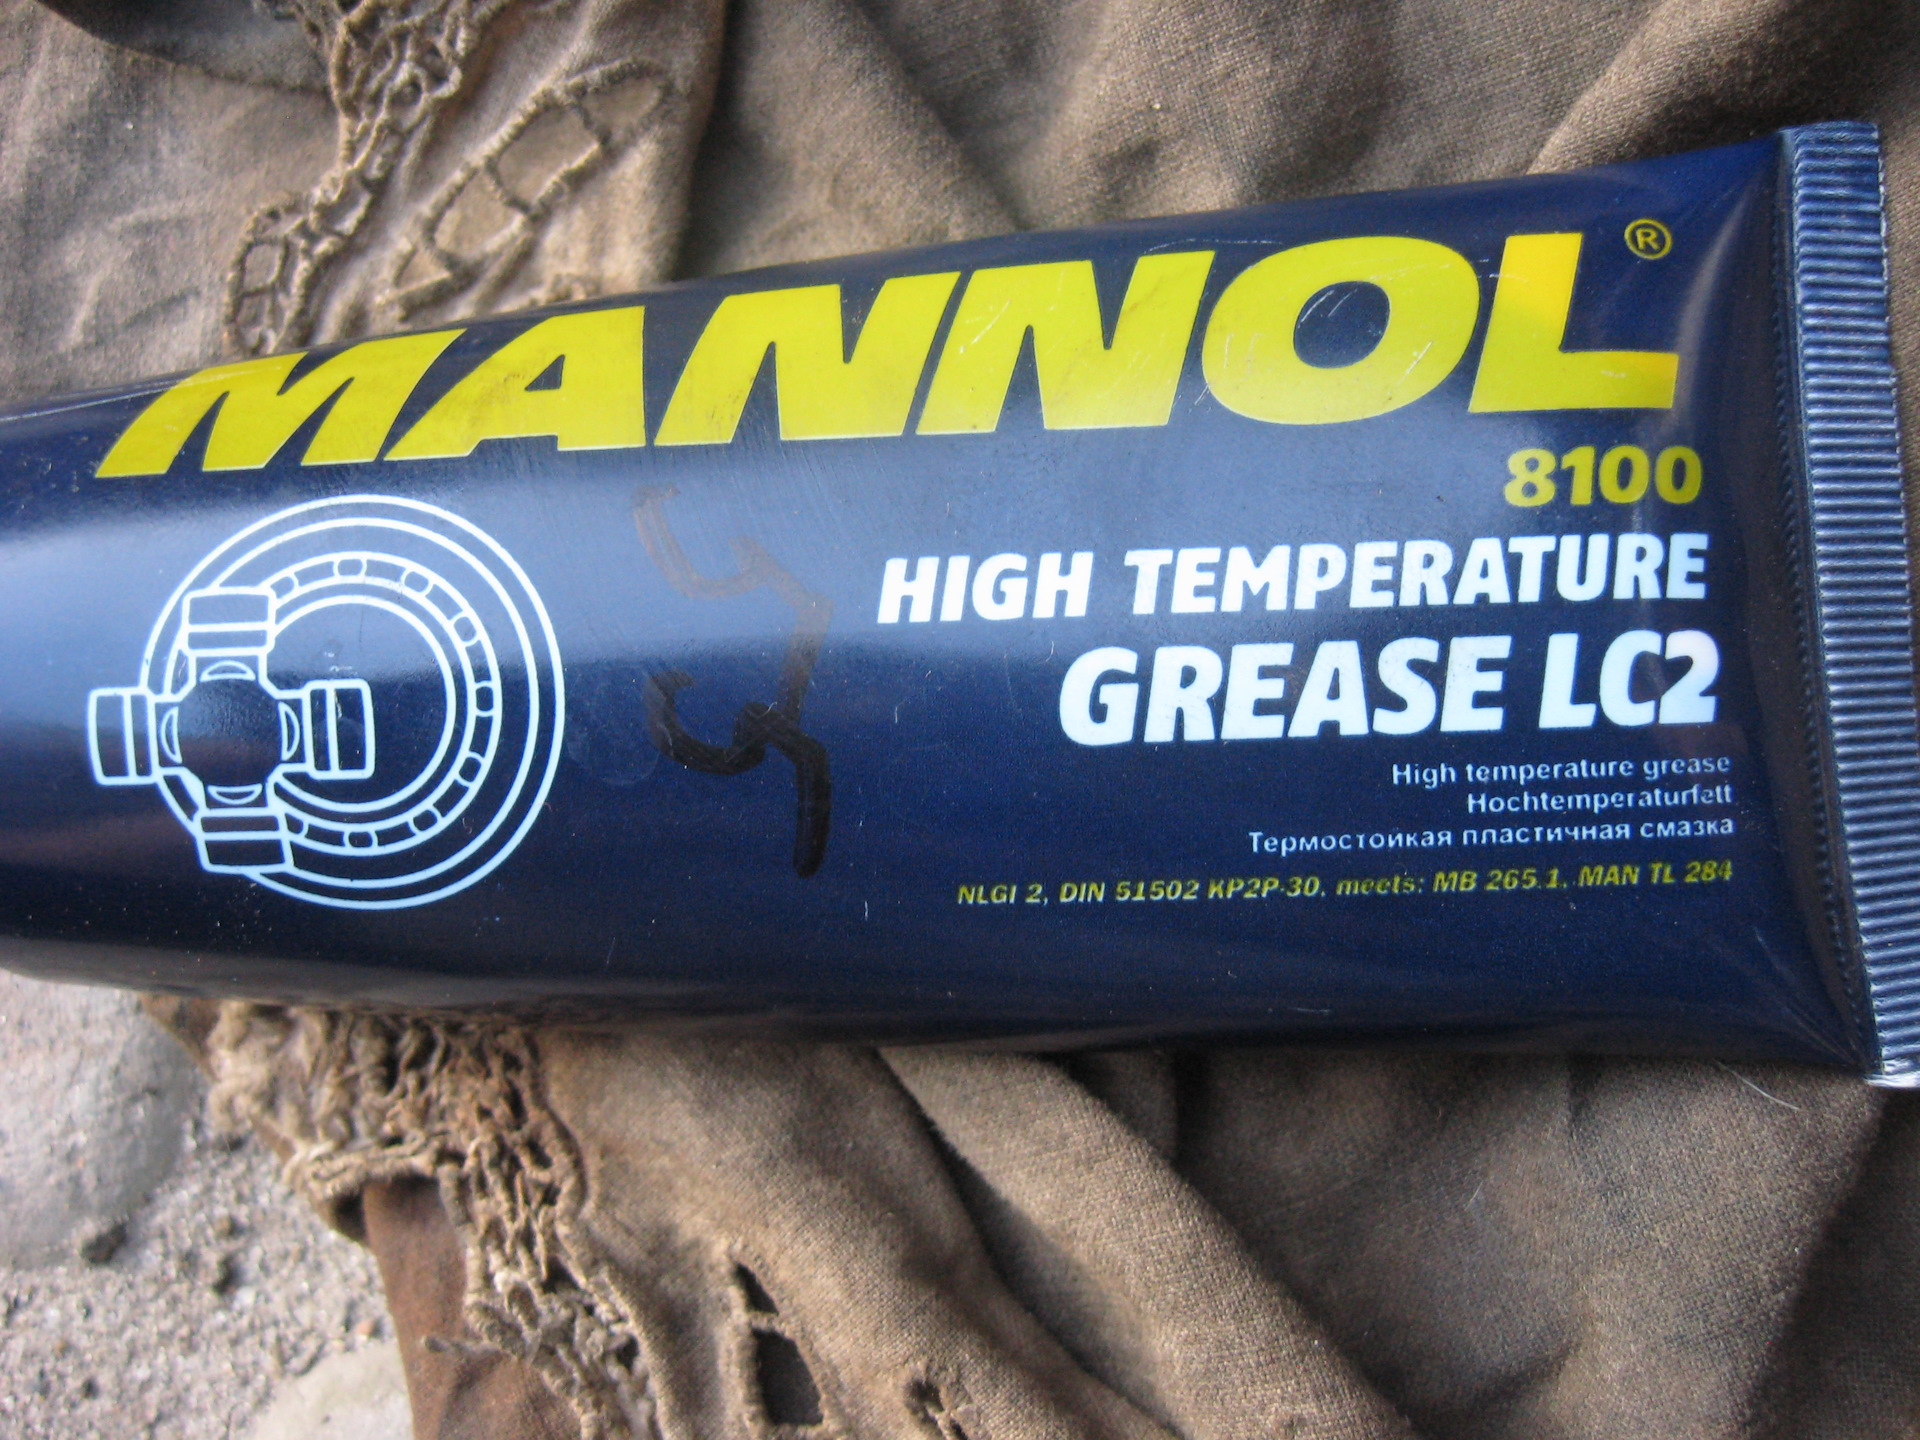 MANNOL®
8100
HIGH TEMPERATURE
GREASE LC2
High temperature grease
Hochtemperaturfett
Термостойкая пластичная смазка
NLGI 2, DIN 51502 KP2P-30, meets: MB 265.1, MAN TL 284